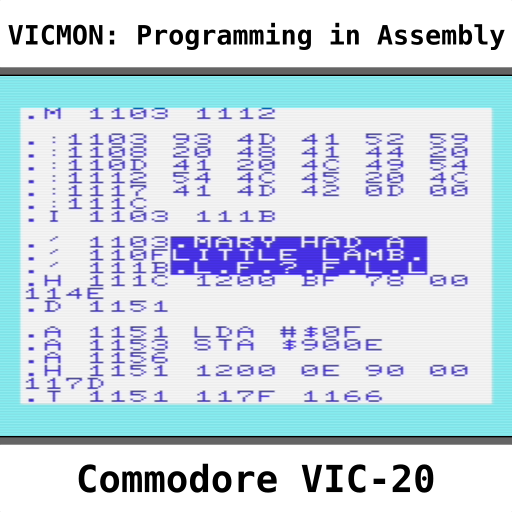 VICMON: Programming in Assembly
.M 1103 1112
.:1103 93 4D 41 52 59
.:1108 20 48 41 44 20
.:110D 41 20 4C 49 54
.:1112 54 4C 45 20 4C
.:1117 41 4D 42 0D 00
.:111C
.I 1103 111B
.' 1103.MARY HAD A
.' 110FLITTLE LAMB.
.' 111B.L.F.?.F.L.L
.H 111C 1200 BF 78 00
114E
.D 1151
.A 1151 LDA #$0F
.A 1153 STA $900E
.A 1156
.H 1151 1200 0E 90 00
117D
.T 1151 117F 1166
Commodore VIC-20